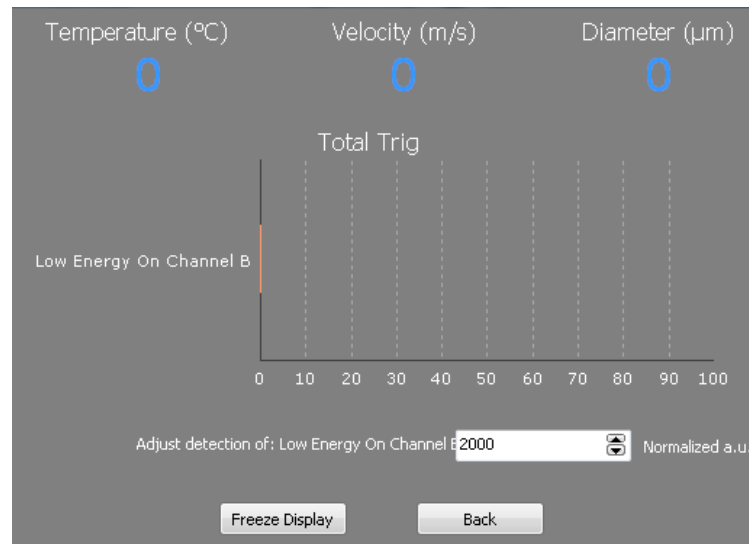 Temperature (ºC) Velocity (m/s) Diameter (µm)
0 0 0
Total Trig
Low Energy On Channel B
0 10 20 30 40 50 60 70 80 90 100
Adjust detection of: Low Energy On Channel B 2000 Normalized a.u.
Freeze Display Back